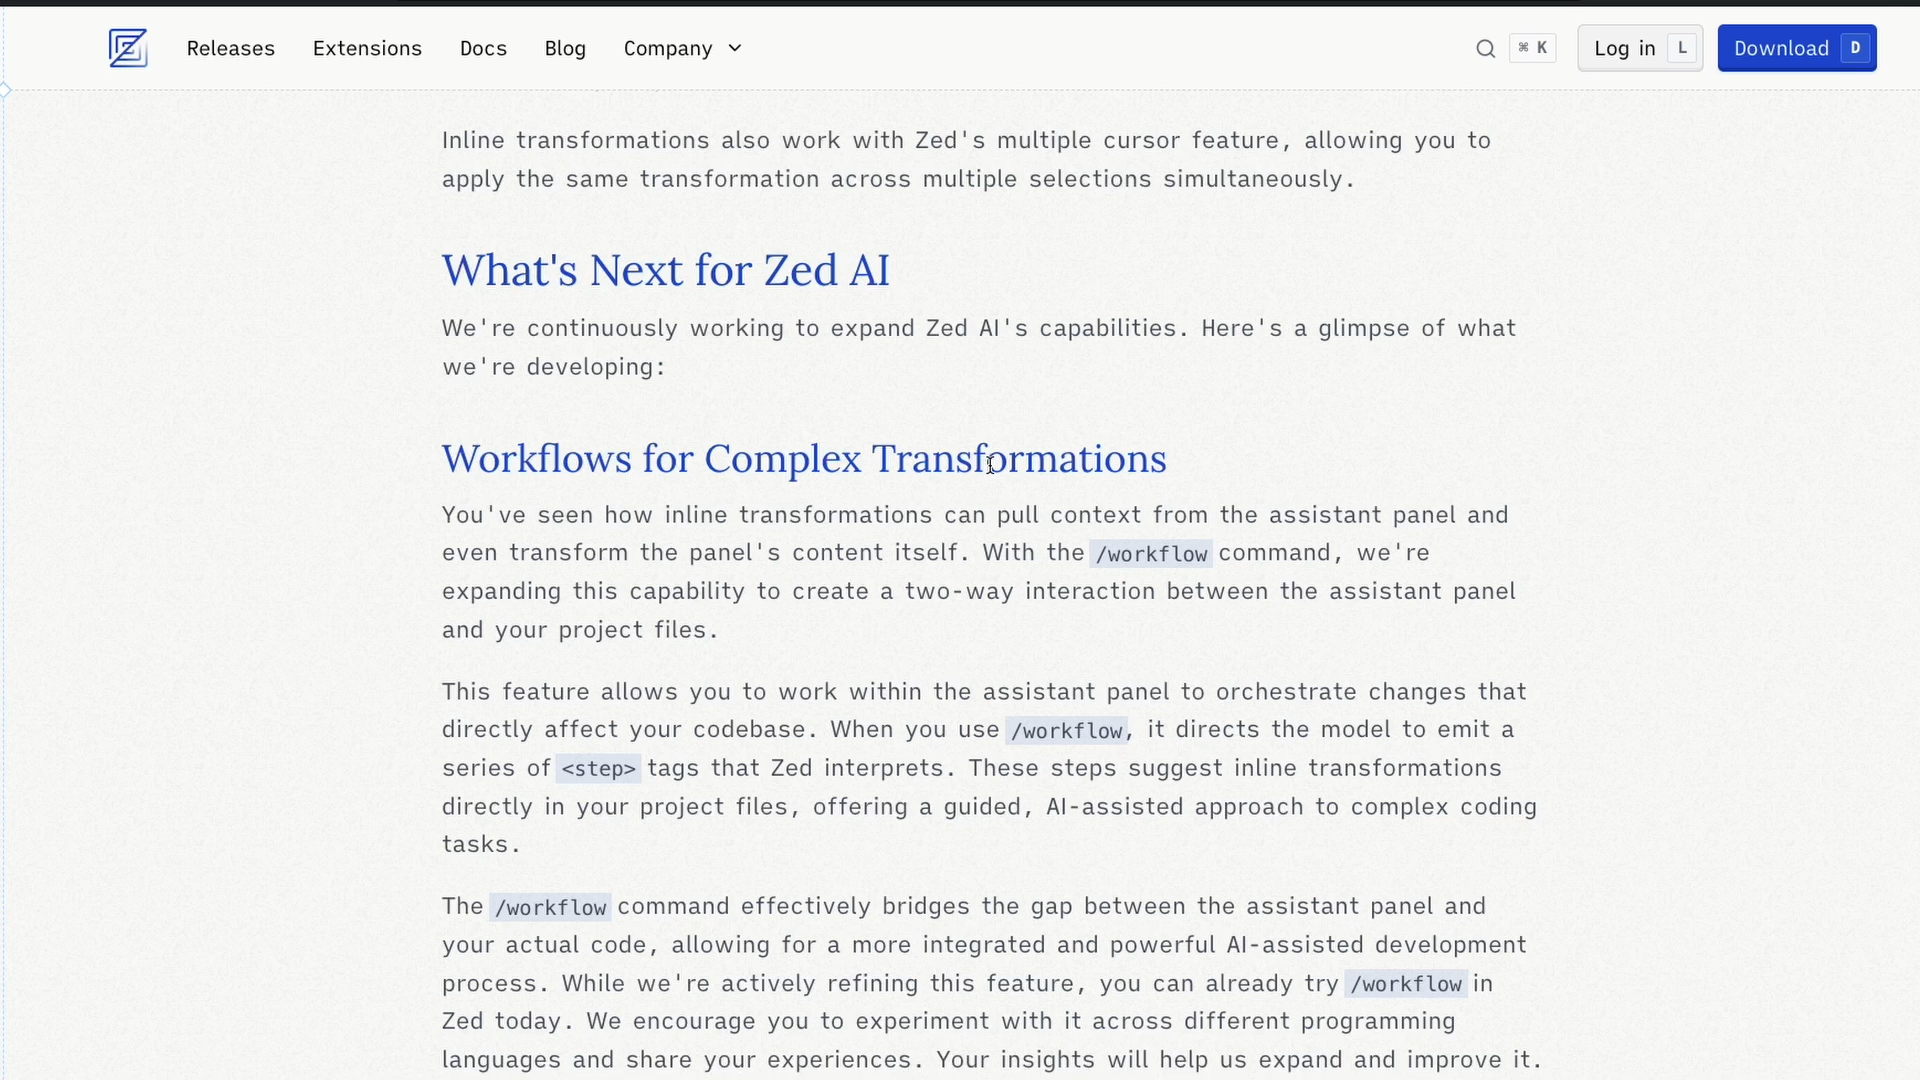 Releases Extensions Docs Blog Company ⌘ K Log in L Download D
Inline transformations also work with Zed's multiple cursor feature, allowing you to
apply the same transformation across multiple selections simultaneously.
What's Next for Zed AI
We're continuously working to expand Zed AI's capabilities. Here's a glimpse of what
we're developing:
Workflows for Complex Transformations
You've seen how inline transformations can pull context from the assistant panel and
even transform the panel's content itself. With the /workflow command, we're
expanding this capability to create a two-way interaction between the assistant panel
and your project files.
This feature allows you to work within the assistant panel to orchestrate changes that
directly affect your codebase. When you use /workflow, it directs the model to emit a
series of <step> tags that Zed interprets. These steps suggest inline transformations
directly in your project files, offering a guided, AI-assisted approach to complex coding
tasks.
The /workflow command effectively bridges the gap between the assistant panel and
your actual code, allowing for a more integrated and powerful AI-assisted development
process. While we're actively refining this feature, you can already try /workflow in
Zed today. We encourage you to experiment with it across different programming
languages and share your experiences. Your insights will help us expand and improve it.